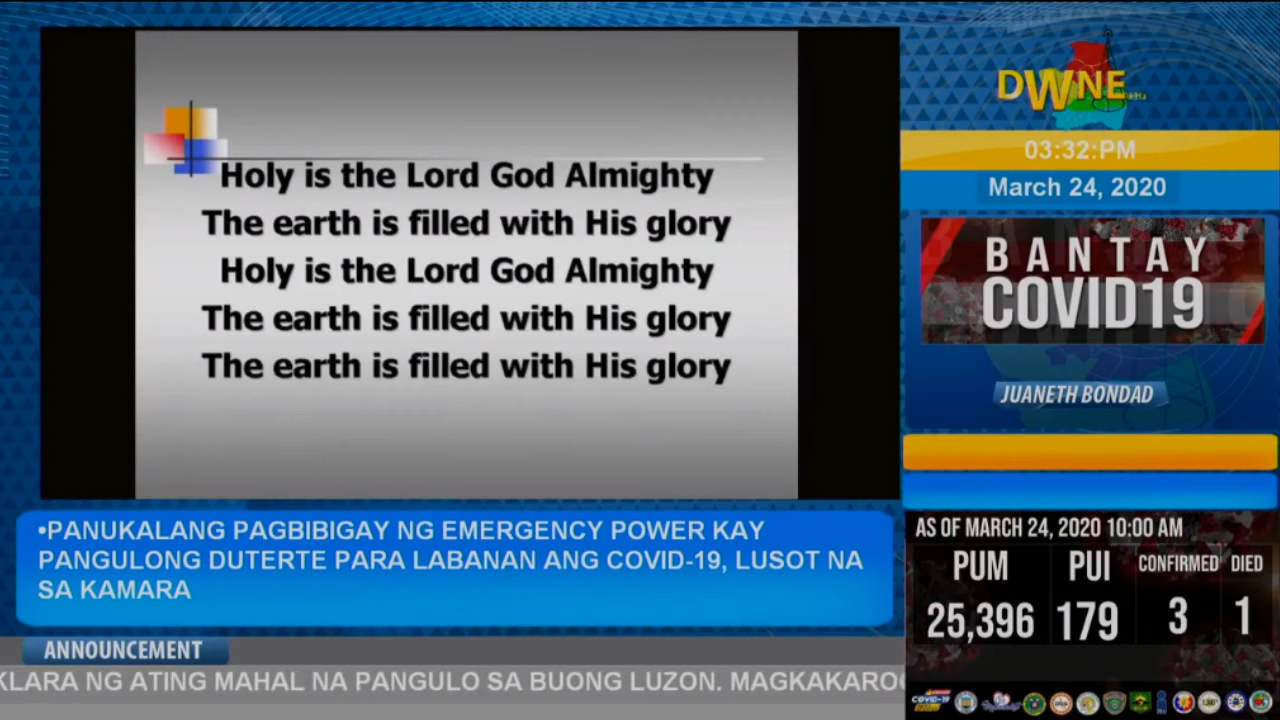 Holy is the Lord God Almighty
The earth is filled with His glory
Holy is the Lord God Almighty
The earth is filled with His glory
The earth is filled with His glory
DWNE
03:32:PM
March 24, 2020
BANTAY
COVID19
JUANETH BONDAD
•PANUKALANG PAGBIBIGAY NG EMERGENCY POWER KAY
PANGULONG DUTERTE PARA LABANAN ANG COVID-19, LUSOT NA
SA KAMARA
AS OF MARCH 24, 2020 10:00 AM
PUM PUI CONFIRMED DIED
25,396 179 3 1
ANNOUNCEMENT
KLARA NG ATING MAHAL NA PANGULO SA BUONG LUZON. MAGKAKAROO
COVID-19